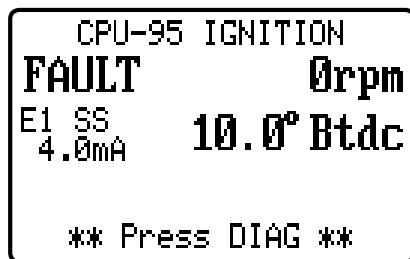 CPU-95 IGNITION
FAULT 0rpm
E1 SS
4.0mA 10.0° Btdc
** Press DIAG **